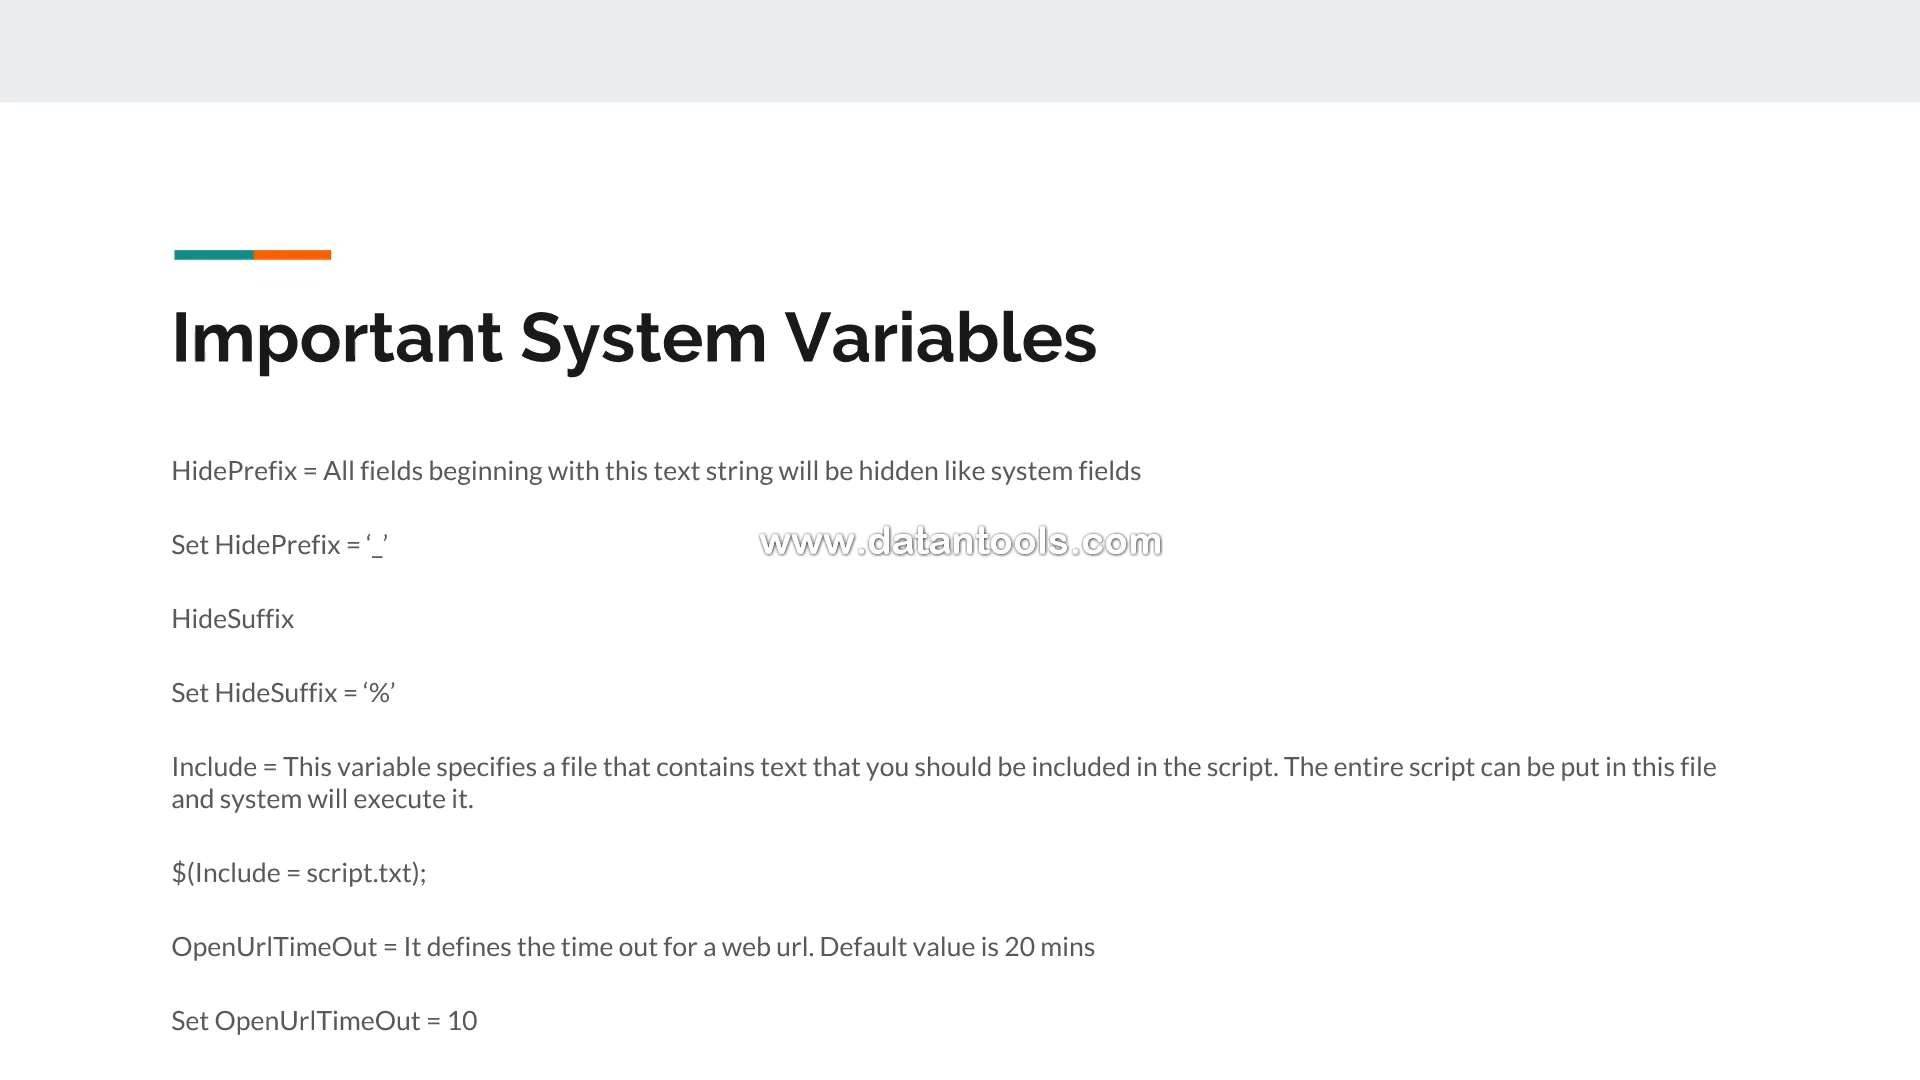 Important System Variables
HidePrefix = All fields beginning with this text string will be hidden like system fields
Set HidePrefix = ‘_’
www.datantools.com
HideSuffix
Set HideSuffix = ‘%’
Include = This variable specifies a file that contains text that you should be included in the script. The entire script can be put in this file
and system will execute it.
$(Include = script.txt);
OpenUrlTimeOut = It defines the time out for a web url. Default value is 20 mins
Set OpenUrlTimeOut = 10